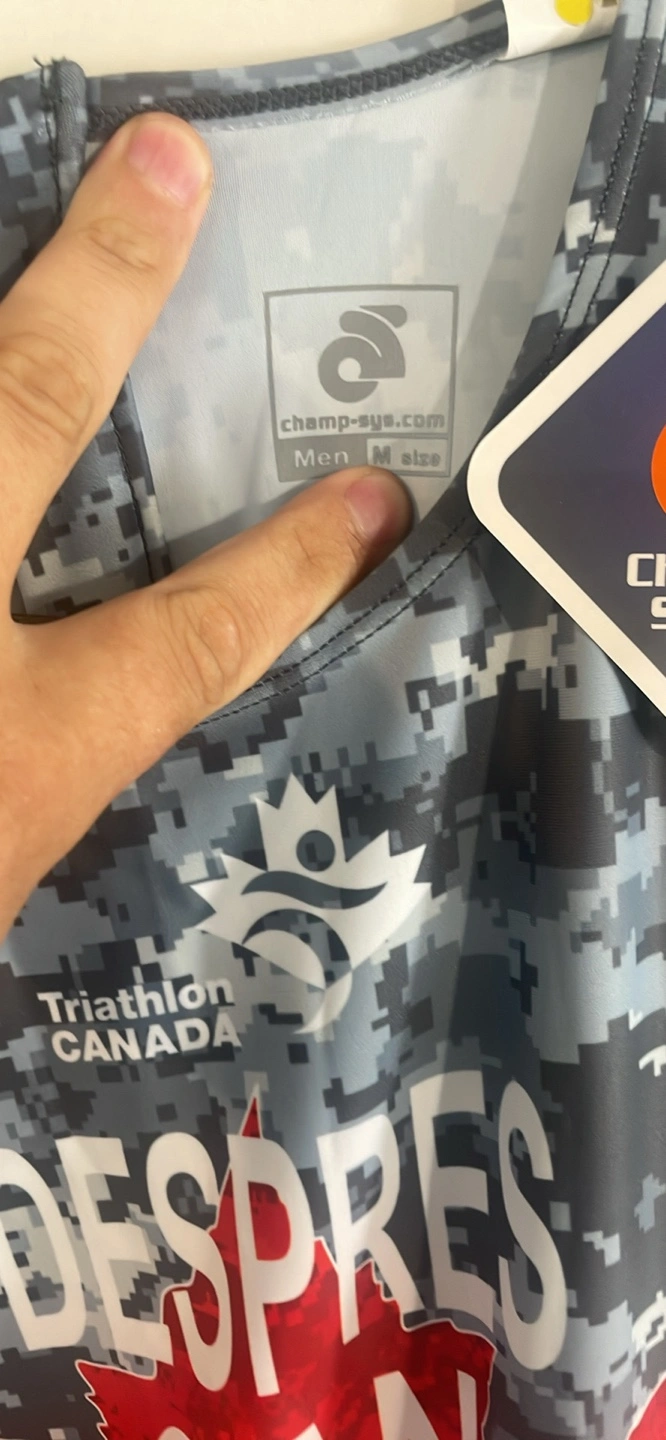 champ-sys.com
Men M size
Triathlon
CANADA
DESPRES